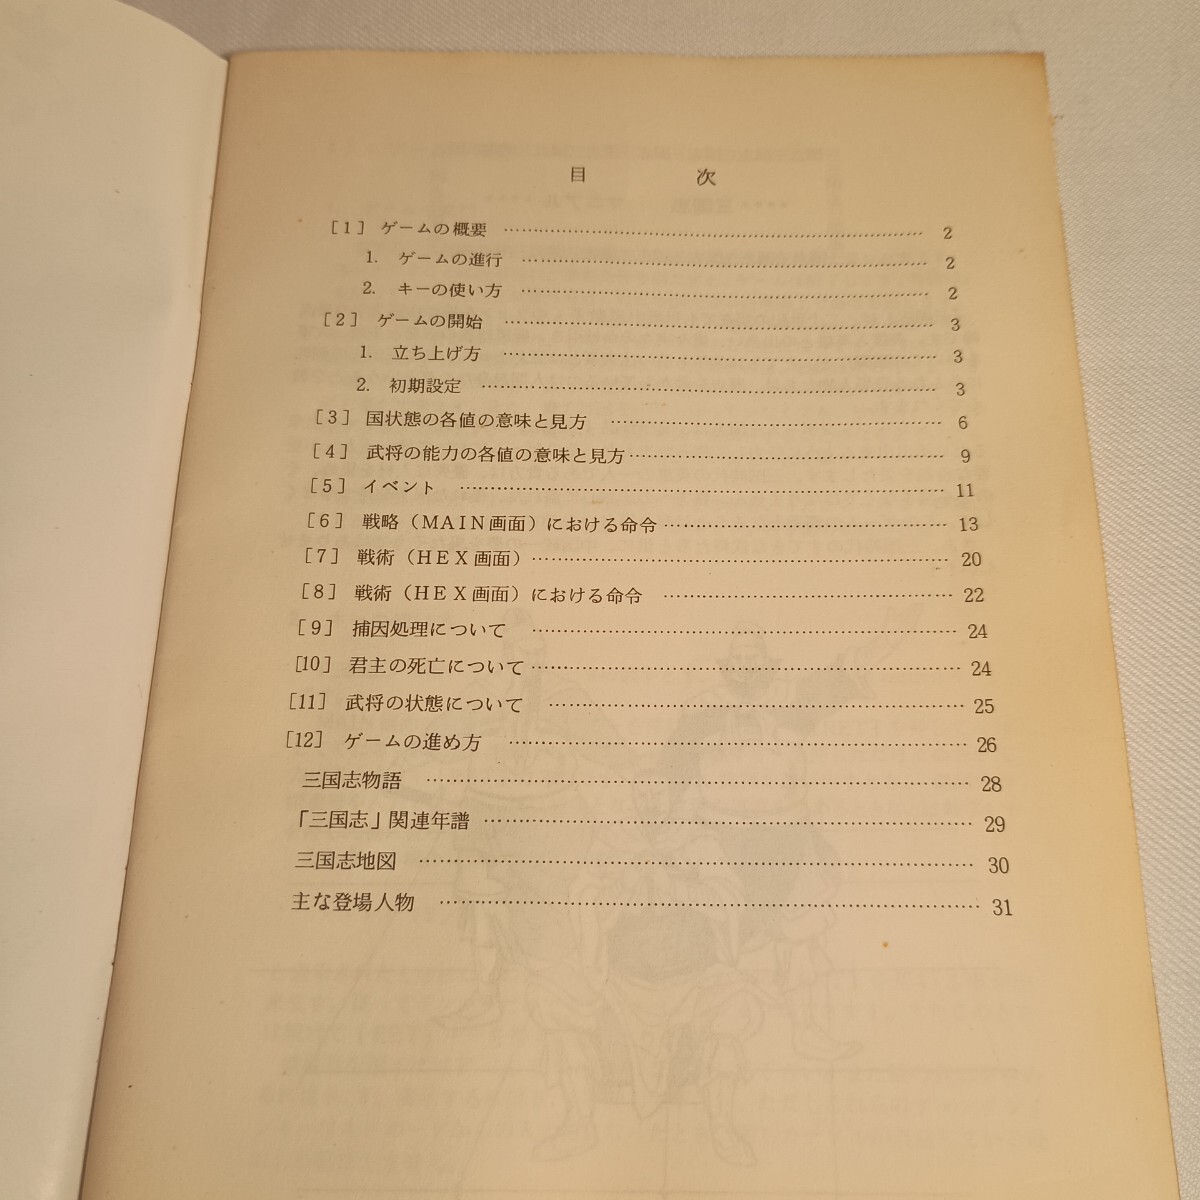 目 次
[1] ゲームの概要 ………… 2
1. ゲームの進行 ………… 2
2. キーの使い方 ………… 2
[2] ゲームの開始 ………… 3
1. 立ち上げ方 ………… 3
2. 初期設定 ………… 3
[3] 国状態の各値の意味と見方 ………… 6
[4] 武将の能力の各値の意味と見方 ………… 9
[5] イベント ………… 11
[6] 戦略（MAIN画面）における命令 ………… 13
[7] 戦術（HEX画面） ………… 20
[8] 戦術（HEX画面）における命令 ………… 22
[9] 捕因処理について ………… 24
[10] 君主の死亡について ………… 24
[11] 武将の状態について ………… 25
[12] ゲームの進め方 ………… 26
三国志物語 ………… 28
「三国志」関連年譜 ………… 29
三国志地図 ………… 30
主な登場人物 ………… 31